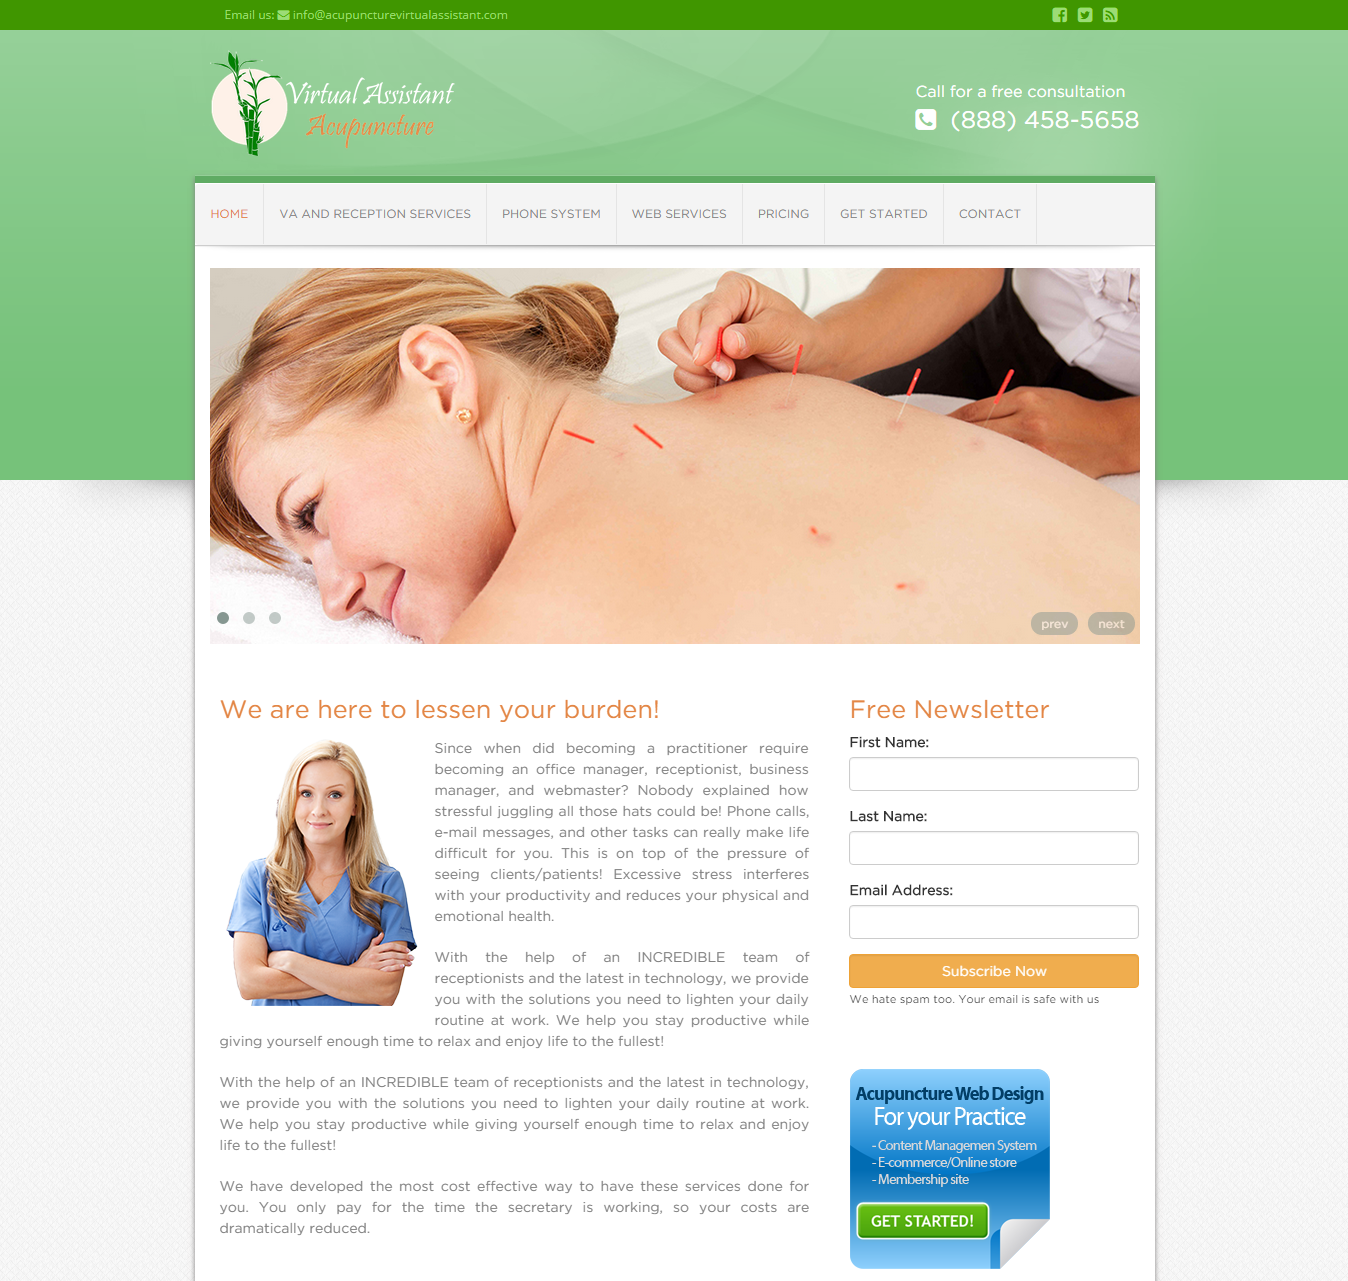 Email us: info@acupuncturevirtualassistant.com
Virtual Assistant
Acupuncture
Call for a free consultation
(888) 458-5658
HOME
VA AND RECEPTION SERVICES
PHONE SYSTEM
WEB SERVICES
PRICING
GET STARTED
CONTACT
prev
next
We are here to lessen your burden!
Since when did becoming a practitioner require
becoming an office manager, receptionist, business
manager, and webmaster? Nobody explained how
stressful juggling all those hats could be! Phone calls,
e-mail messages, and other tasks can really make life
difficult for you. This is on top of the pressure of
seeing clients/patients! Excessive stress interferes
with your productivity and reduces your physical and
emotional health.
With the help of an INCREDIBLE team of
receptionists and the latest in technology, we provide
you with the solutions you need to lighten your daily
routine at work. We help you stay productive while
giving yourself enough time to relax and enjoy life to the fullest!
With the help of an INCREDIBLE team of receptionists and the latest in technology,
we provide you with the solutions you need to lighten your daily routine at work.
We help you stay productive while giving yourself enough time to relax and enjoy
life to the fullest!
We have developed the most cost effective way to have these services done for
you. You only pay for the time the secretary is working, so your costs are
dramatically reduced.
Free Newsletter
First Name:
Last Name:
Email Address:
Subscribe Now
We hate spam too. Your email is safe with us
Acupuncture Web Design
For your Practice
- Content Managemen System
- E-commerce/Online store
- Membership site
GET STARTED!